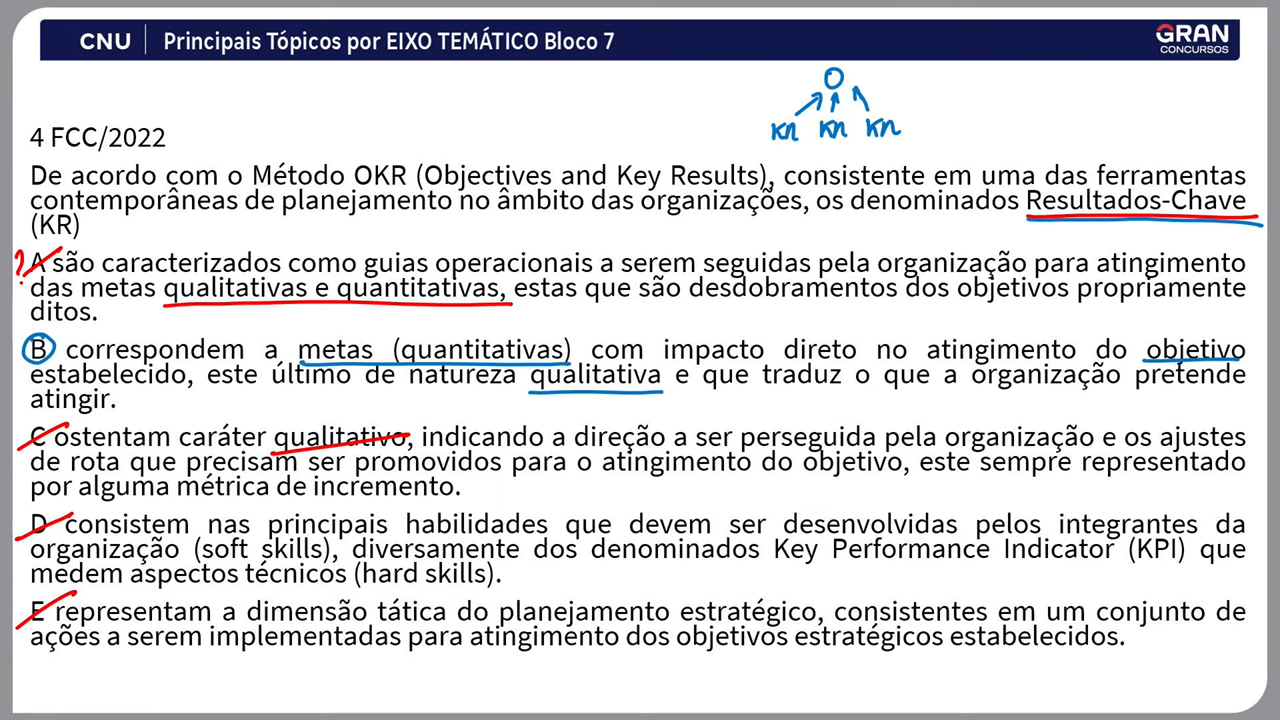 CNU
Principais Tópicos por EIXO TEMÁTICO Bloco 7
GRAN
CONCURSOS
O
KR KR KR
4 FCC/2022
De acordo com o Método OKR (Objectives and Key Results), consistente em uma das ferramentas
contemporâneas de planejamento no âmbito das organizações, os denominados Resultados-Chave
(KR)
?
A são caracterizados como guias operacionais a serem seguidas pela organização para atingimento
das metas qualitativas e quantitativas, estas que são desdobramentos dos objetivos propriamente
ditos.
B correspondem a metas (quantitativas) com impacto direto no atingimento do objetivo
estabelecido, este último de natureza qualitativa e que traduz o que a organização pretende
atingir.
C ostentam caráter qualitativo, indicando a direção a ser perseguida pela organização e os ajustes
de rota que precisam ser promovidos para o atingimento do objetivo, este sempre representado
por alguma métrica de incremento.
D consistem nas principais habilidades que devem ser desenvolvidas pelos integrantes da
organização (soft skills), diversamente dos denominados Key Performance Indicator (KPI) que
medem aspectos técnicos (hard skills).
E representam a dimensão tática do planejamento estratégico, consistentes em um conjunto de
ações a serem implementadas para atingimento dos objetivos estratégicos estabelecidos.